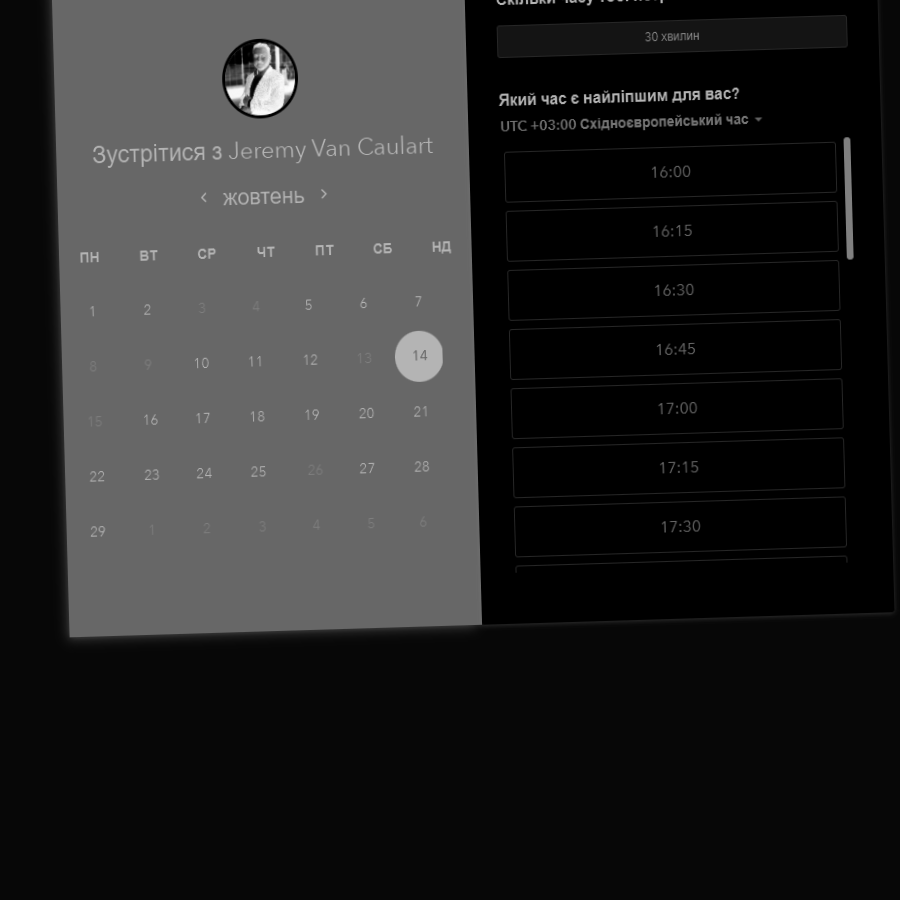 Зустрітися з Jeremy Van Caulart
жовтень
ПН ВТ СР ЧТ ПТ СБ НД
1 2 3 4 5 6 7
8 9 10 11 12 13 14
15 16 17 18 19 20 21
22 23 24 25 26 27 28
29 1 2 3 4 5 6
30 хвилин
Який час є найліпшим для вас?
UTC +03:00 Східноєвропейський час
16:00
16:15
16:30
16:45
17:00
17:15
17:30